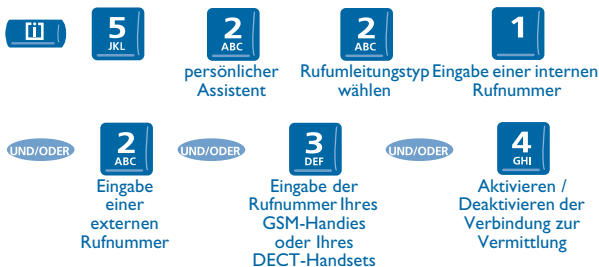 [i] 5 2 2 1
JKL ABC ABC
persönlicher Rufumleitungstyp Eingabe einer internen
Assistent wählen Rufnummer
UND/ODER 2 UND/ODER 3 UND/ODER 4
ABC DEF GHI
Eingabe Eingabe der Aktivieren /
einer Rufnummer Ihres Deaktivieren der
externen GSM-Handies Verbindung zur
Rufnummer oder Ihres Vermittlung
DECT-Handsets